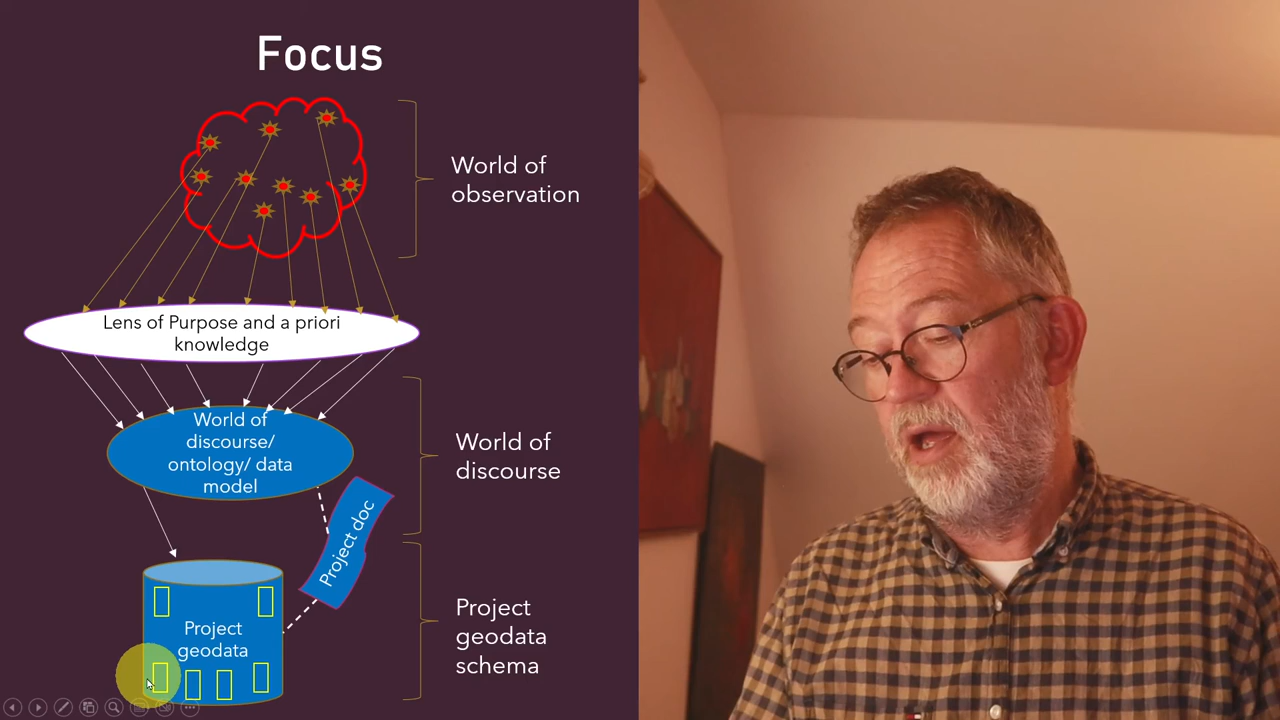 Focus
World of
observation
Lens of Purpose and a priori
knowledge
World of
discourse/
ontology/ data
model
World of
discourse
Project doc
Project
geodata
Project
geodata
schema